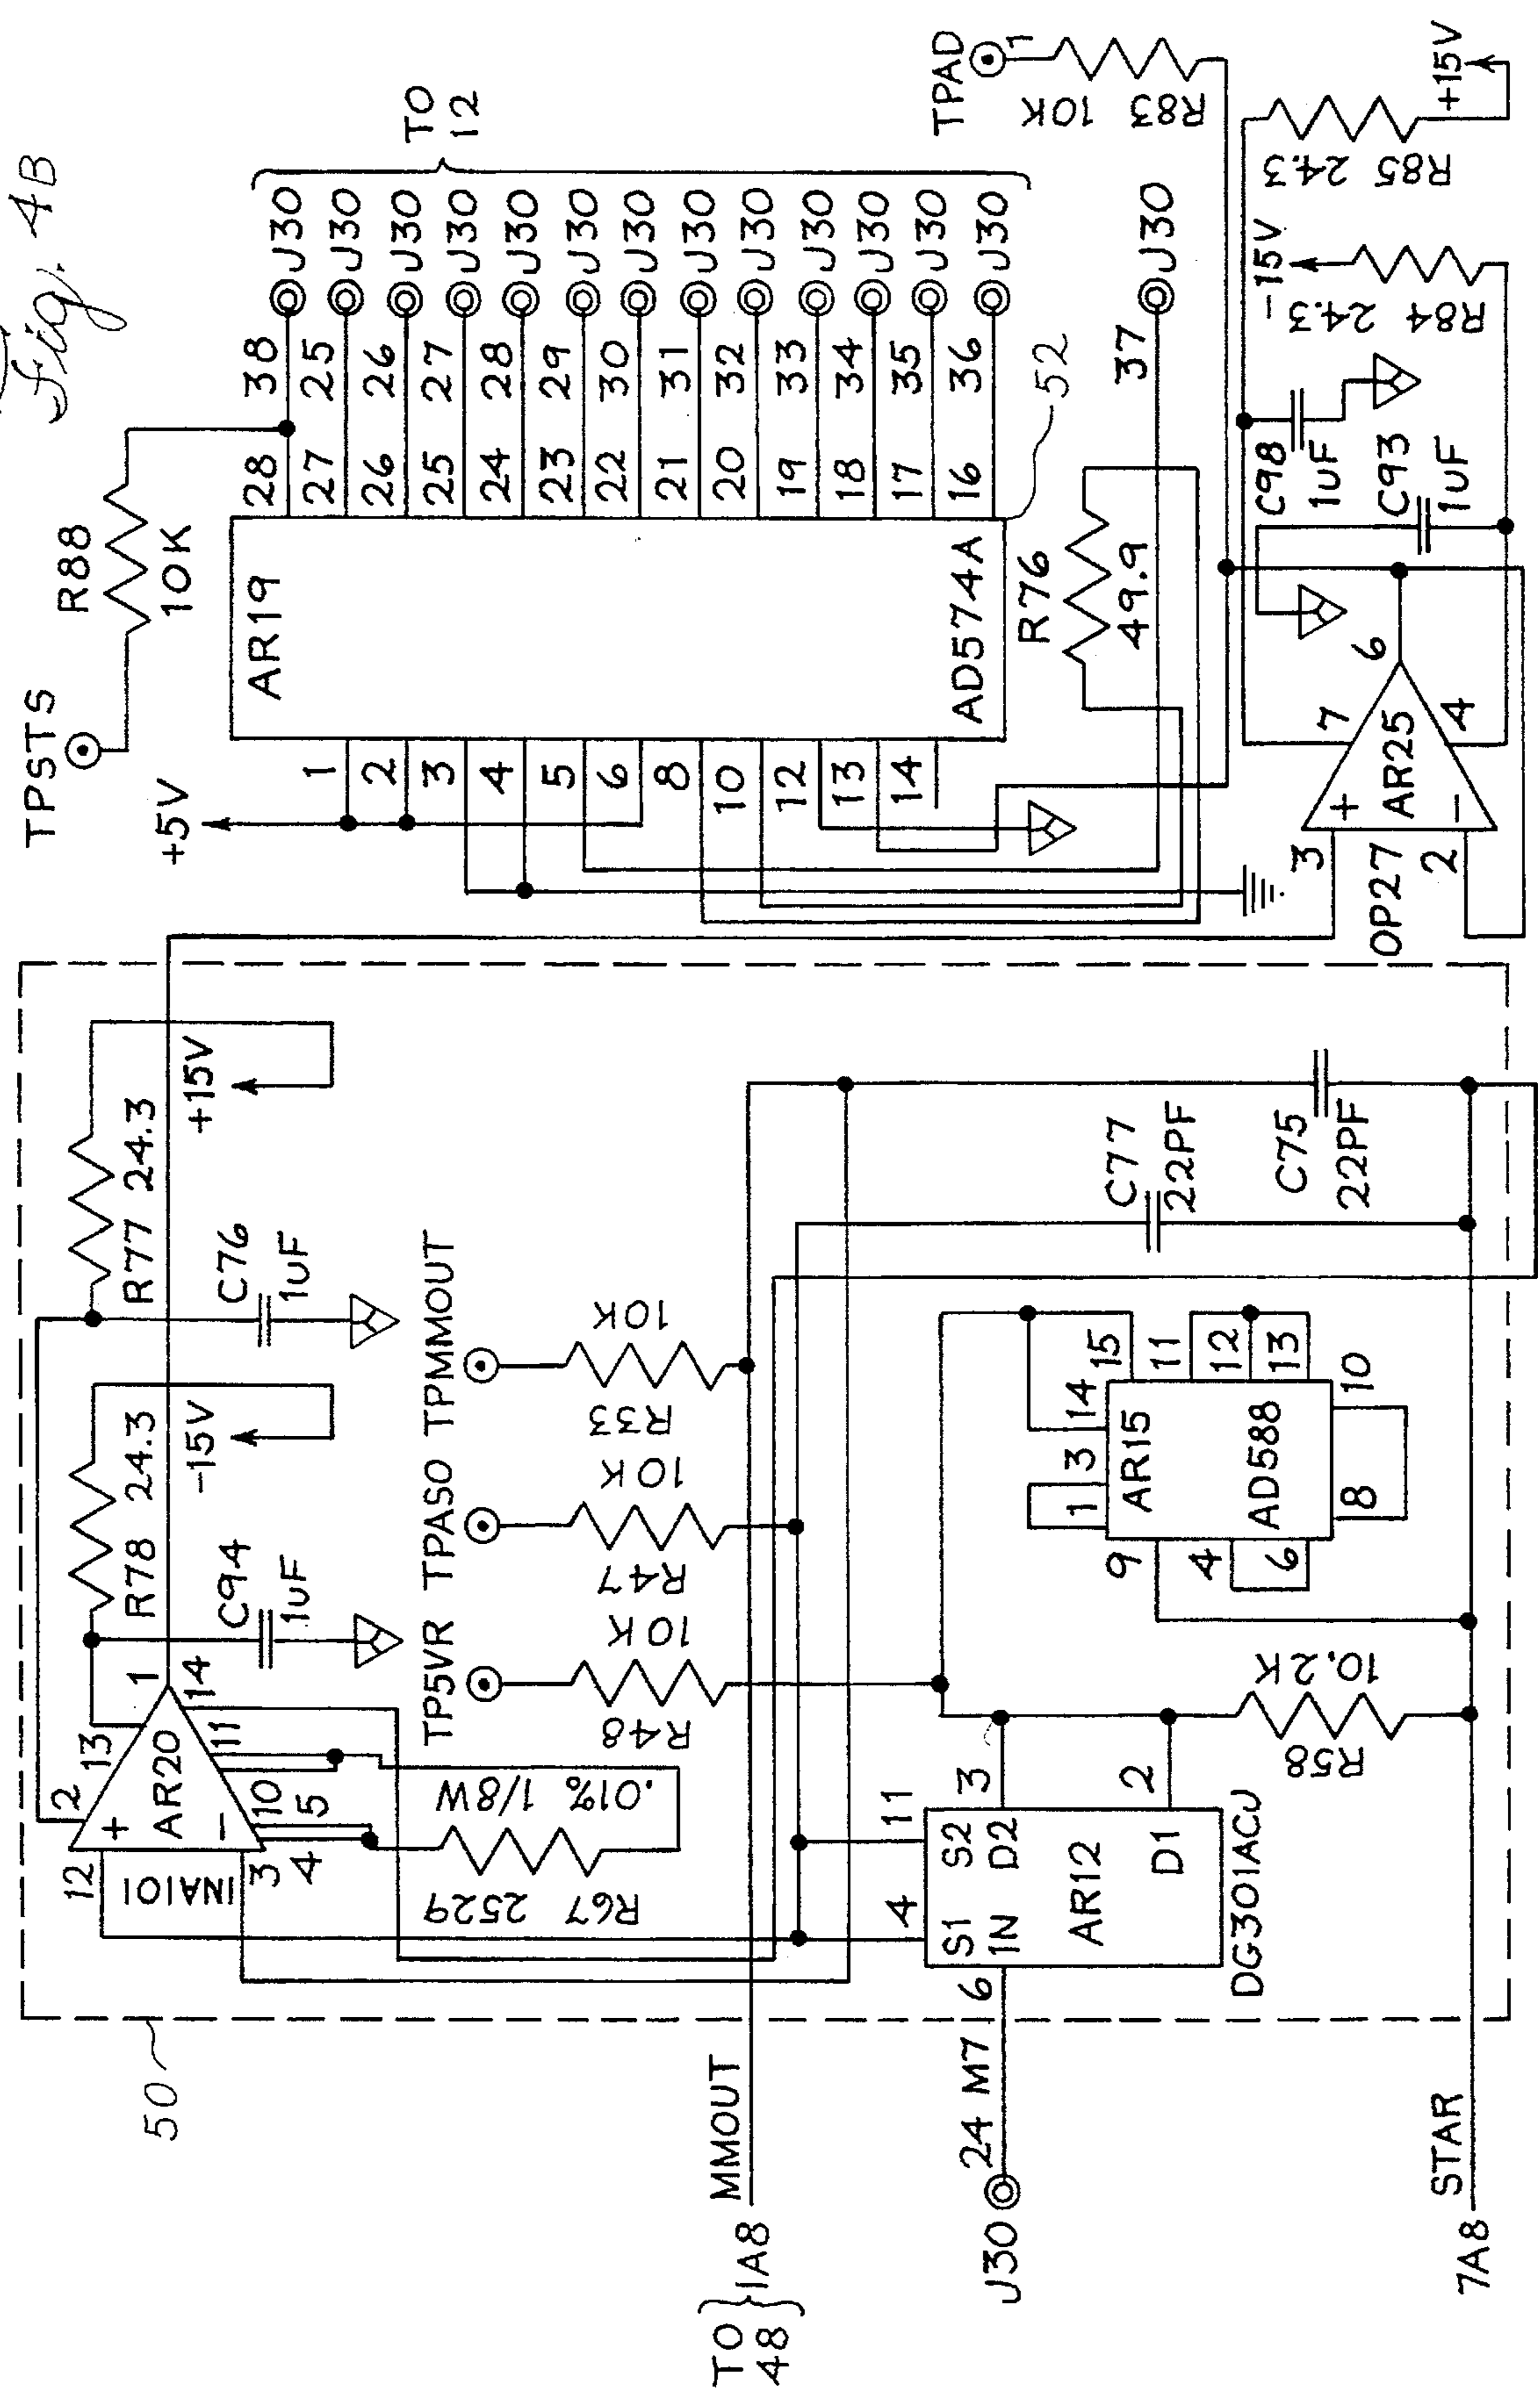 Fig. 4B
TPSTS
R88
10K
+5V
AR19
AD574A
1
2
3
4
5
6
8
10
12
13
14
28 38 J30
27 25 J30
26 26 J30
25 27 J30
24 28 J30
23 29 J30
22 30 J30
21 31 J30
20 32 J30
19 33 J30
18 34 J30
17 35 J30
16 36 J30
TO
12
52
R76
49.9
37 J30
TPAD
1
10K
R83
+15V
24.3
R85
-15V
24.3
R84
C98
1UF
C93
1UF
3
+
OP27
AR25
2
-
7
6
4
50
12
+
INA101
AR20
3
-
2
13
1
14
11
10
5
4
R78 24.3
-15V
C94
1UF
R77 24.3
+15V
C76
1UF
.01% 1/8W
R67 2529
TP5VR TPASO TPMMOUT
10K
R48
10K
R47
10K
R33
TO
48
1A8 MMOUT
J30 24 M7 6
4 11
S1 S2
IN D2
3
AR12
D1
2
DG301ACJ
10.2K
R58
1 3 14
AR15
AD588
15
11
12
13
9
4
6
8
10
C77
22PF
C75
22PF
7A8 STAR